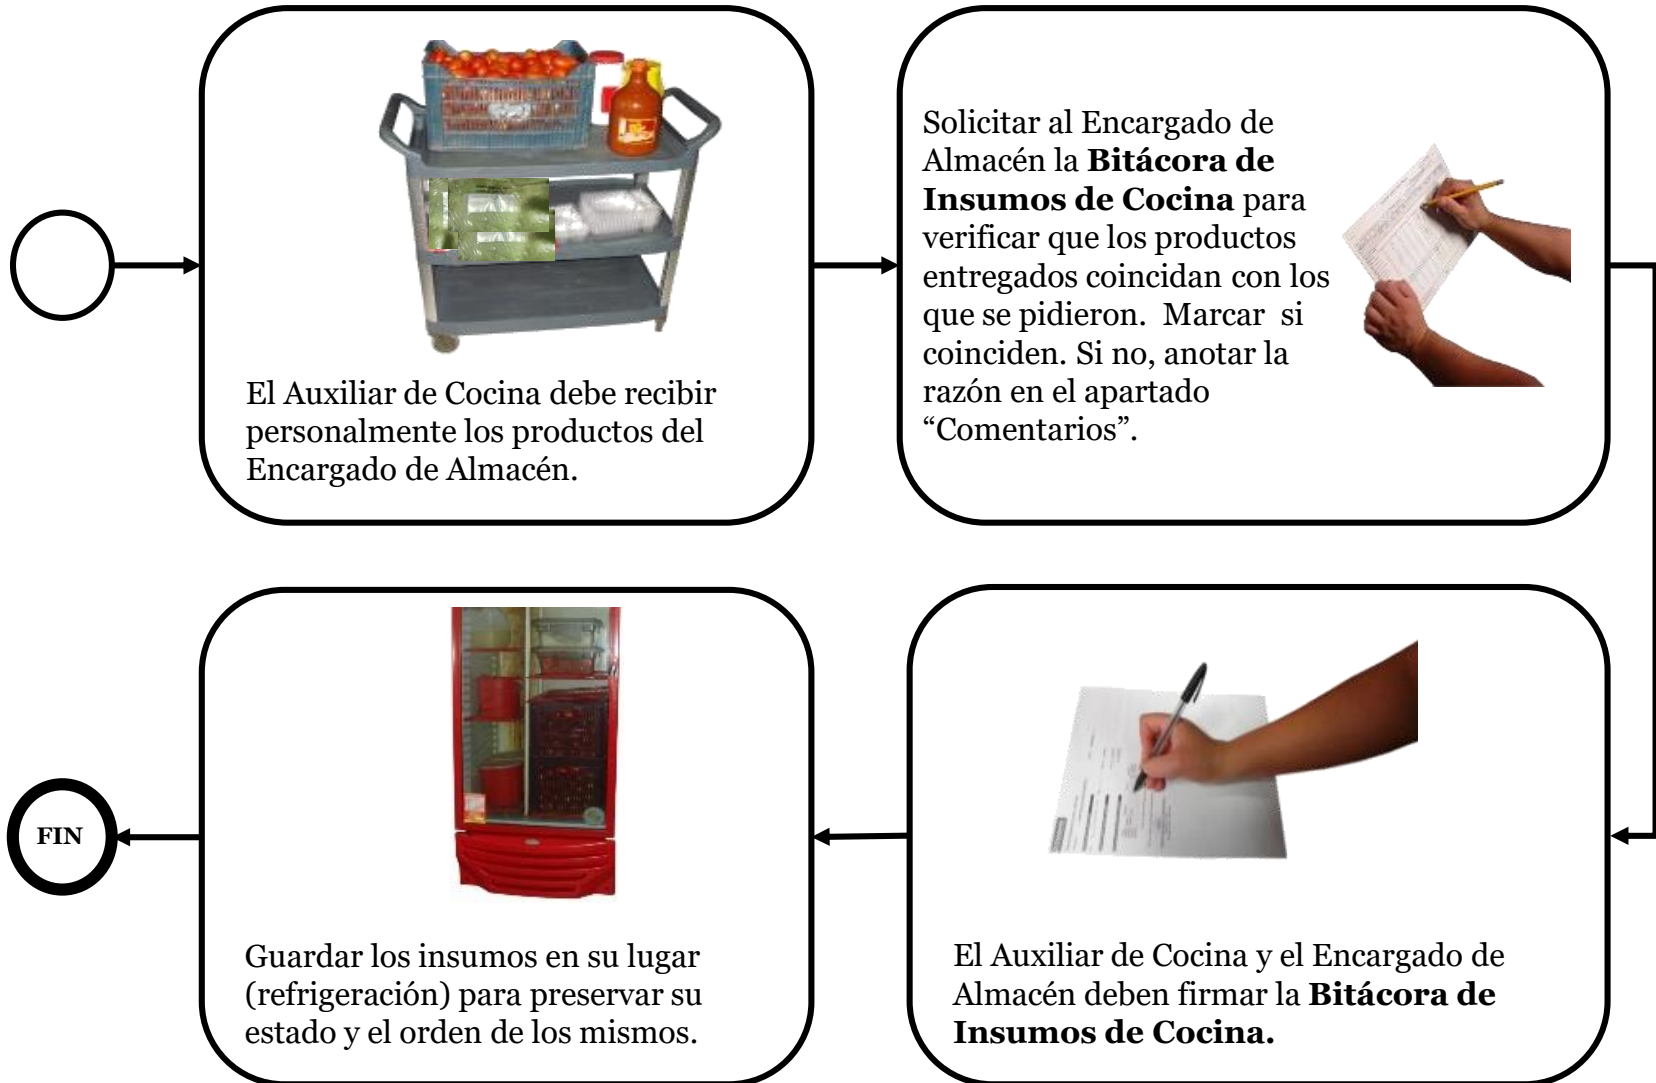 El Auxiliar de Cocina debe recibir
personalmente los productos del
Encargado de Almacén.
Solicitar al Encargado de
Almacén la Bitácora de
Insumos de Cocina para
verificar que los productos
entregados coincidan con los
que se pidieron.  Marcar  si
coinciden. Si no, anotar la
razón en el apartado
“Comentarios”.
El Auxiliar de Cocina y el Encargado de
Almacén deben firmar la Bitácora de
Insumos de Cocina.
Guardar los insumos en su lugar
(refrigeración) para preservar su
estado y el orden de los mismos.
FIN